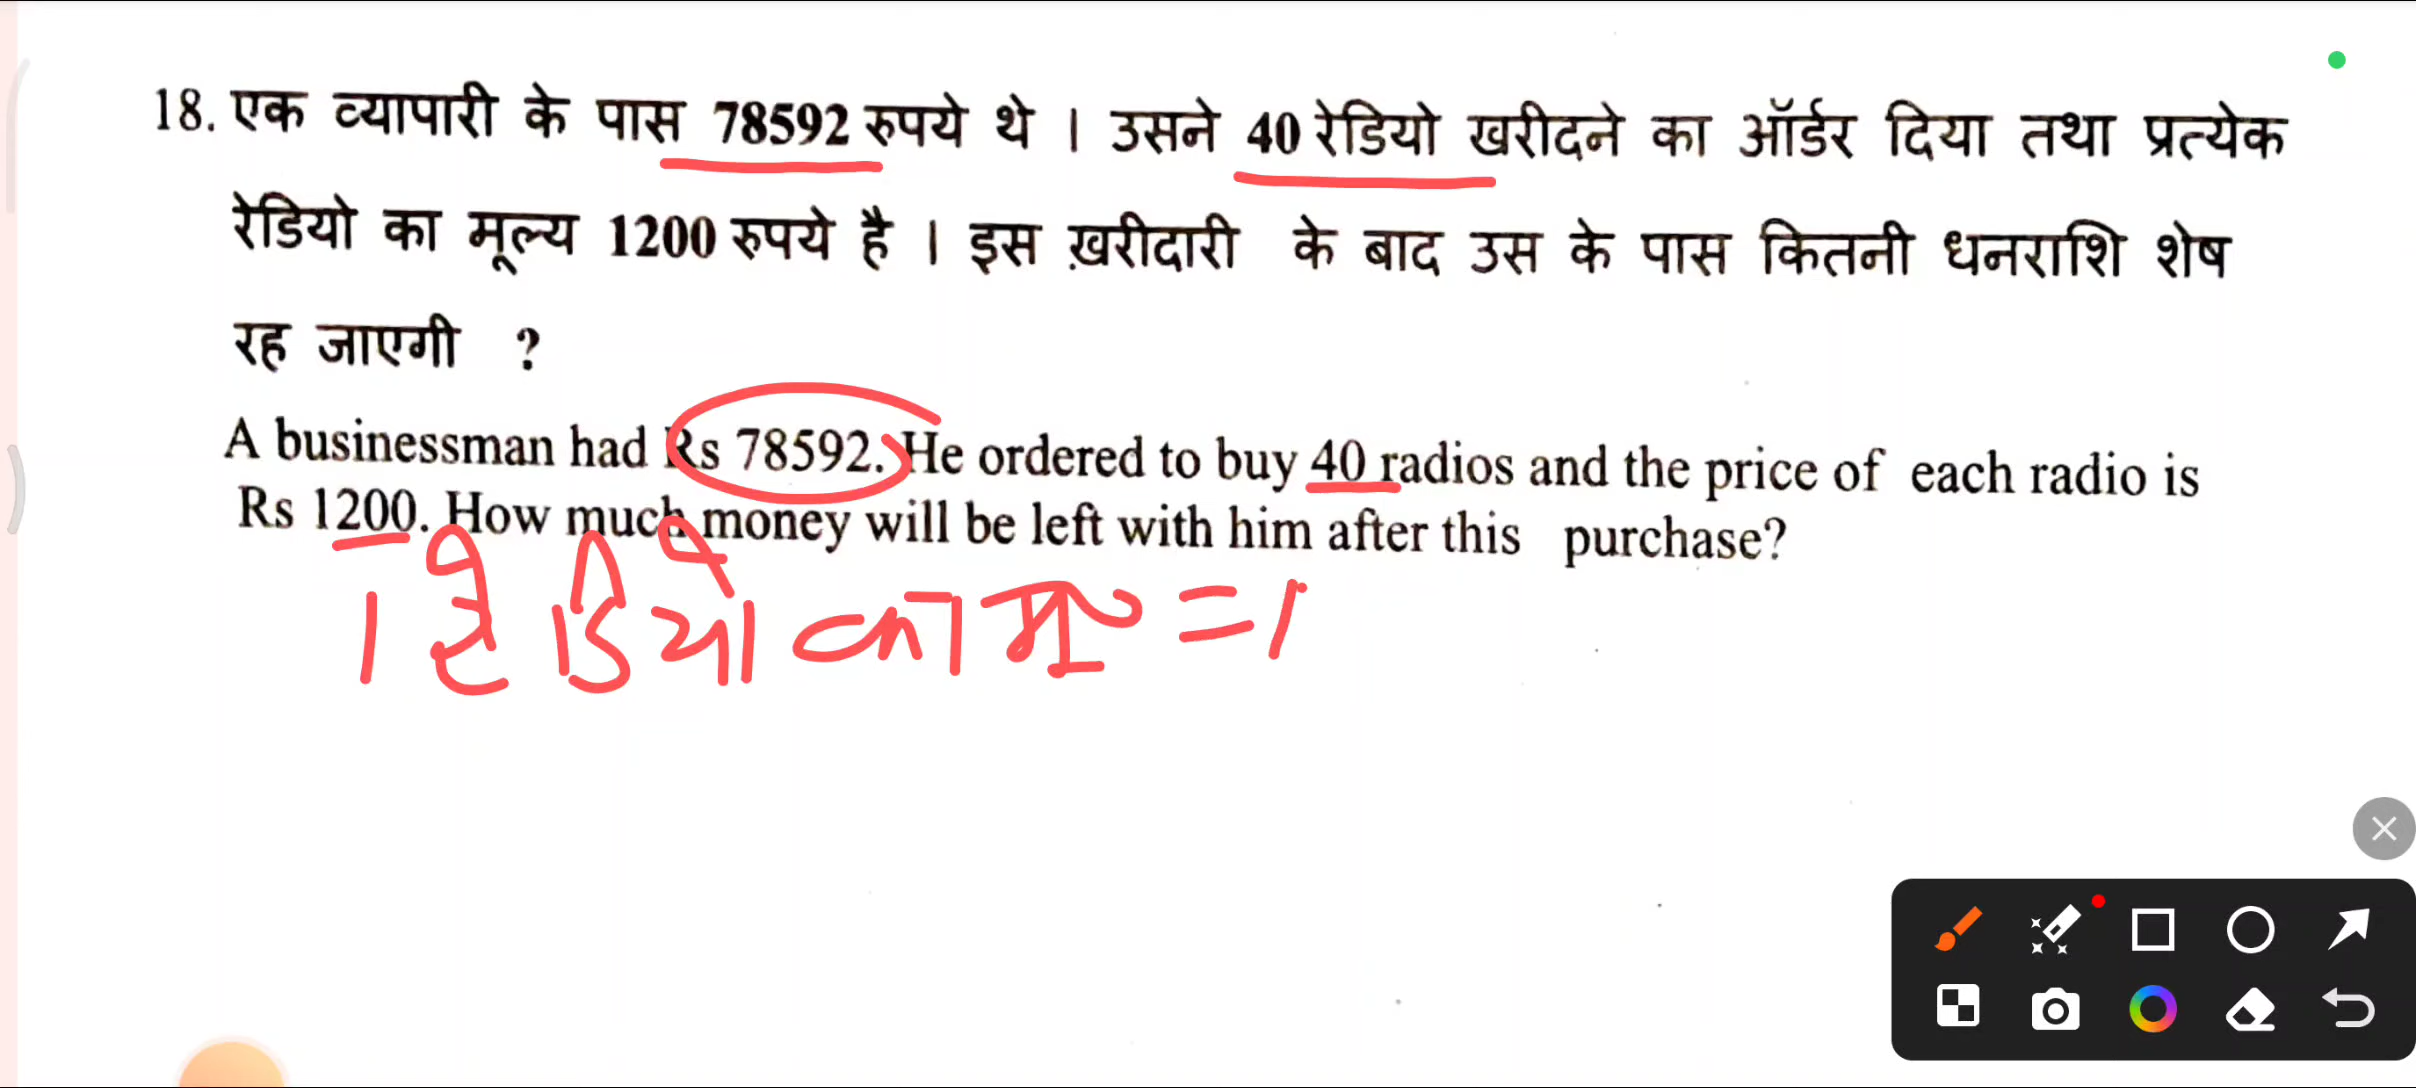 18. एक व्यापारी के पास 78592 रुपये थे । उसने 40 रेडियो खरीदने का ऑर्डर दिया तथा प्रत्येक
रेडियो का मूल्य 1200 रुपये है । इस ख़रीदारी के बाद उस के पास कितनी धनराशि शेष
रह जाएगी ?
A businessman had Rs 78592. He ordered to buy 40 radios and the price of each radio is
Rs 1200. How much money will be left with him after this purchase?
1 रेडियो का मू॰ = 1